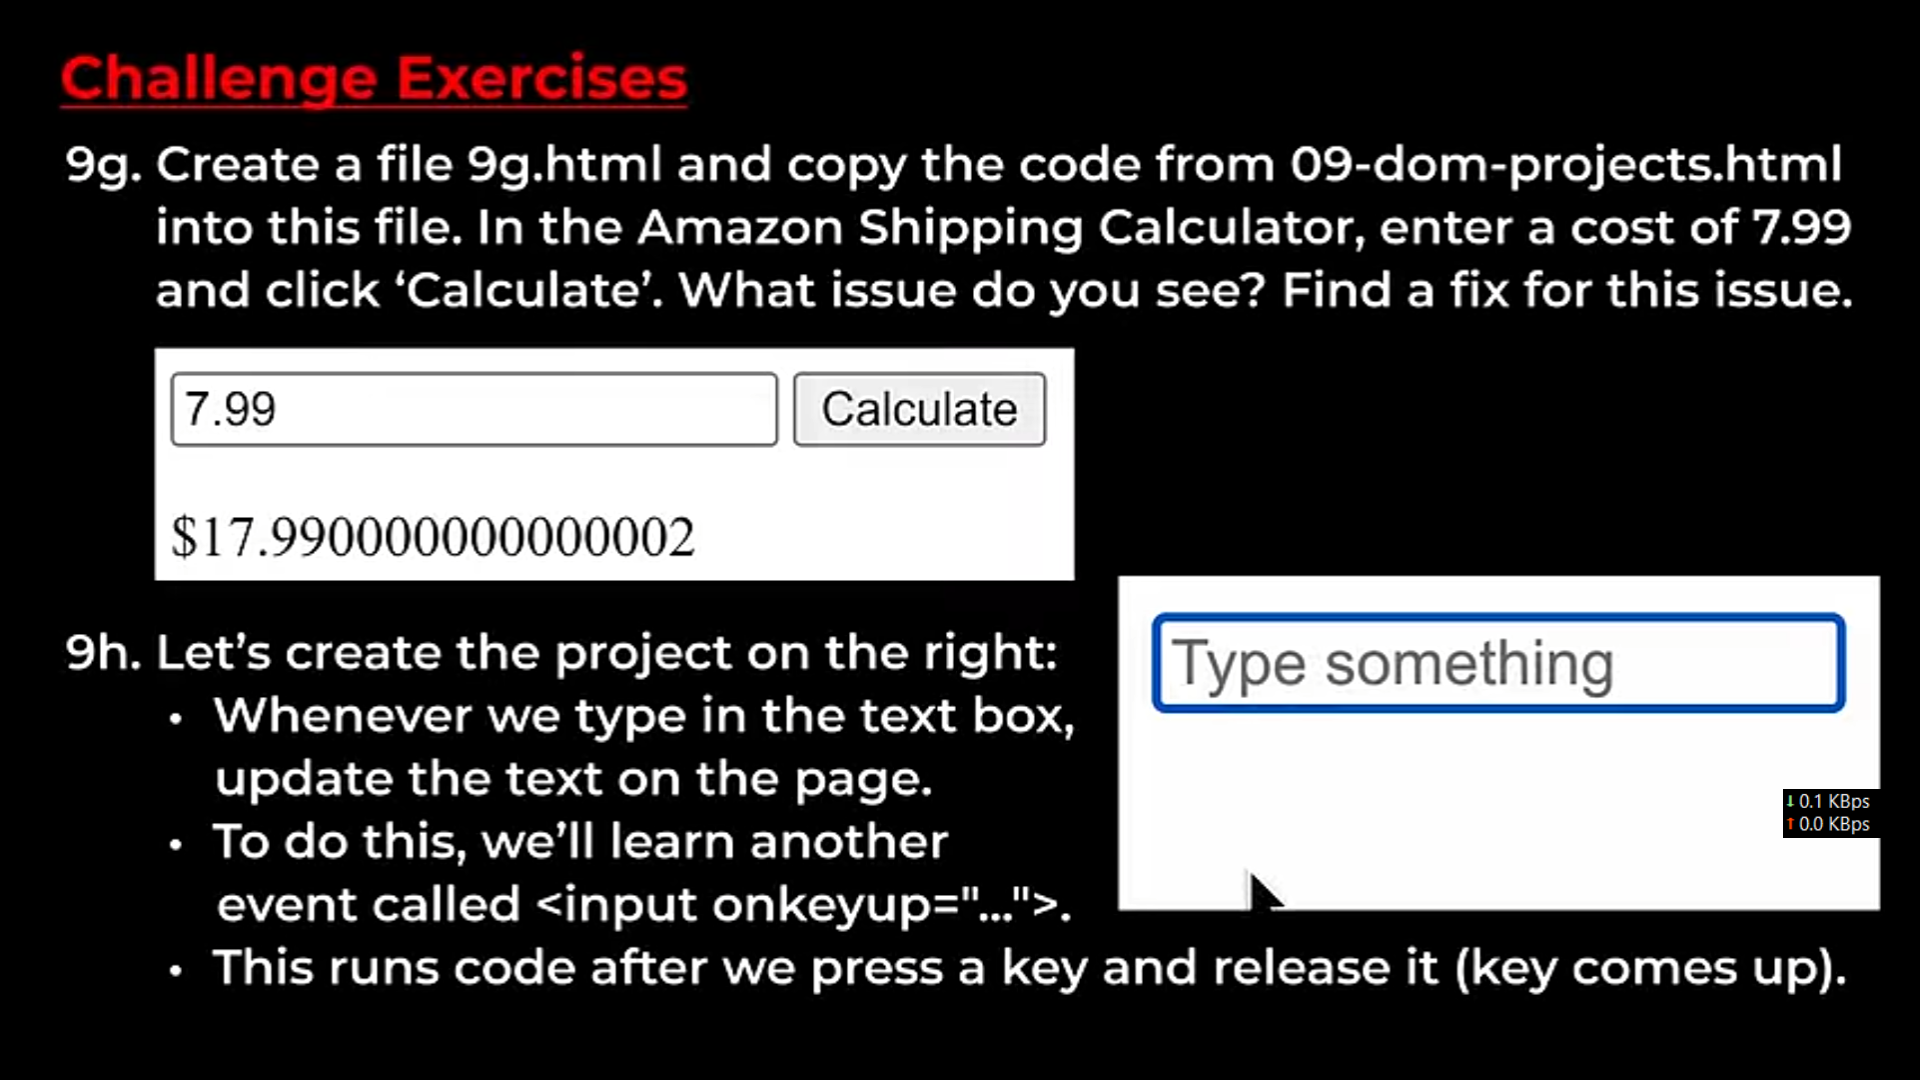 Challenge Exercises
9g. Create a file 9g.html and copy the code from 09-dom-projects.html
into this file. In the Amazon Shipping Calculator, enter a cost of 7.99
and click ‘Calculate’. What issue do you see? Find a fix for this issue.
7.99 Calculate
$17.990000000000002
9h. Let’s create the project on the right:
• Whenever we type in the text box,
update the text on the page.
• To do this, we’ll learn another
event called <input onkeyup="...">.
• This runs code after we press a key and release it (key comes up).
Type something
↓ 0.1 KBps
↑ 0.0 KBps